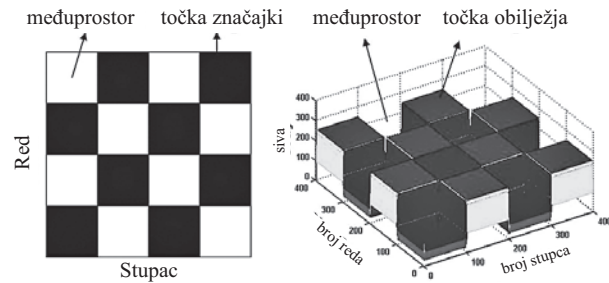 međuprostor
točka značajki
Red
Stupac
međuprostor
točka obilježja
siva
400
300
200
100
0
400
300
200
100
0
broj reda
0
100
200
300
400
broj stupca